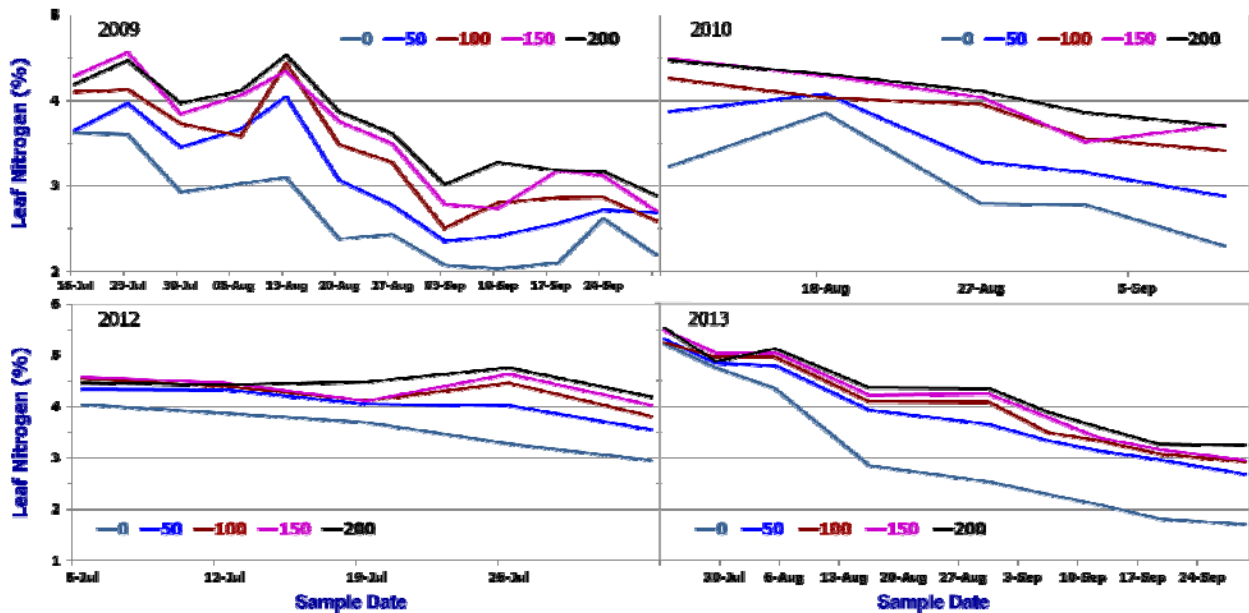 5
2009
0 50 100 150 200
2010
0 50 100 150 200
4
3
2
Leaf Nitrogen (%)
16-Jul 23-Jul 30-Jul 13-Aug 20-Aug 27-Aug 03-Sep 10-Sep 17-Sep 24-Sep
18-Aug 27-Aug 5-Sep
6
2012
2013
5
4
3
2
1
Leaf Nitrogen (%)
0 50 100 150 200
0 50 100 150 200
5-Jul 12-Jul 19-Jul 26-Jul
30-Jul 6-Aug 13-Aug 20-Aug 27-Aug 3-Sep 10-Sep 17-Sep 24-Sep
Sample Date
Sample Date